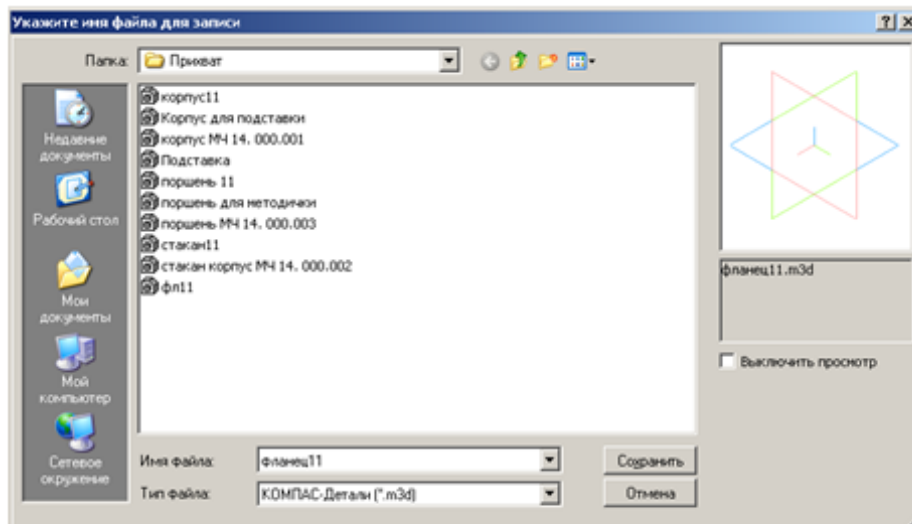 Укажите имя файла для записи
Папка: Прихват
Недавние документы
Рабочий стол
Мои документы
Мой компьютер
Сетевое окружение
корпус11
Корпус для подставки
корпус МЧ 14. 000.001
Подставка
поршень 11
поршень для методички
поршень МЧ 14. 000.003
стакан11
стакан корпус МЧ 14. 000.002
фл11
фланец11.m3d
Выключить просмотр
Имя файла: фланец11 Сохранить
Тип файла: КОМПАС-Детали (*.m3d) Отмена